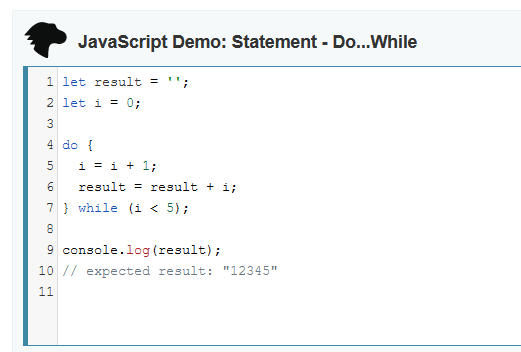 JavaScript Demo: Statement - Do...While
1 let result = '';
2 let i = 0;
3
4 do {
5   i = i + 1;
6   result = result + i;
7 } while (i < 5);
8
9 console.log(result);
10 // expected result: "12345"
11